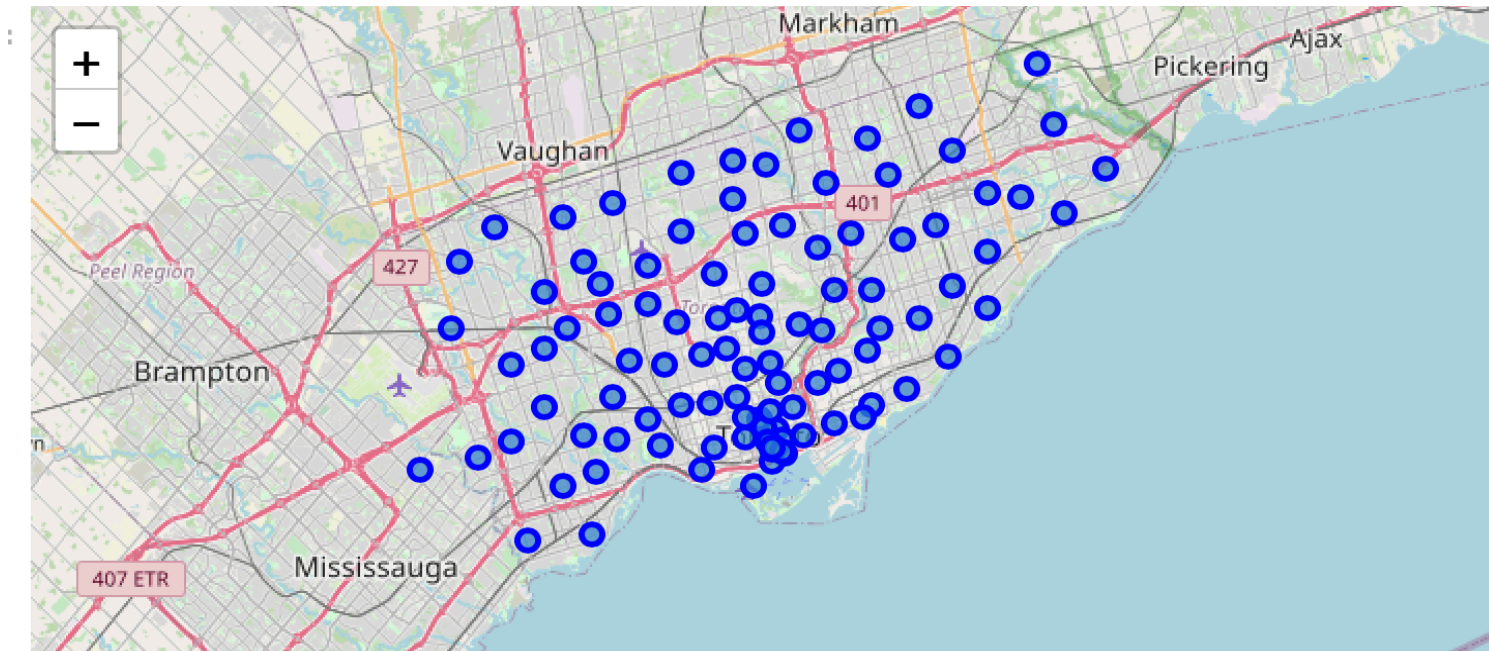 Markham
Ajax
Pickering
+
−
Vaughan
401
427
Peel Region
Brampton
Mississauga
407 ETR